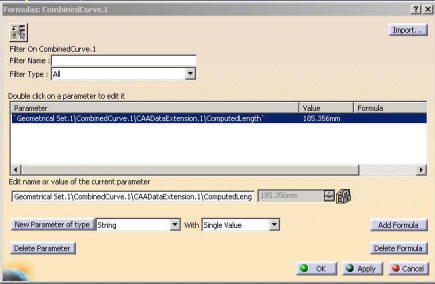 Formulas: CombinedCurve.1
Import...
Filter On CombinedCurve.1
Filter Name :
Filter Type : All
Double click on a parameter to edit it
Parameter Value Formula
`Geometrical Set.1\CombinedCurve.1\CAADataExtension.1\ComputedLength` 185.356mm
Edit name or value of the current parameter
Geometrical Set.1\CombinedCurve.1\CAADataExtension.1\ComputedLeng 185.356mm
New Parameter of type String With Single Value Add Formula
Delete Parameter Delete Formula
OK Apply Cancel